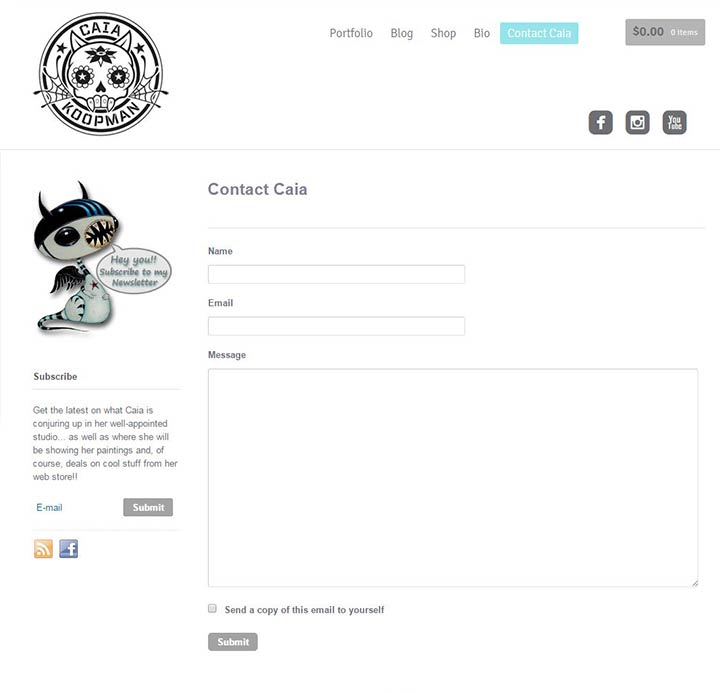 CAIA
KOOPMAN
Portfolio Blog Shop Bio Contact Caia
$0.00 0 items
You
Tube
Contact Caia
Hey you!!
Subscribe to my
Newsletter
Name
Email
Message
Subscribe
Get the latest on what Caia is
conjuring up in her well-appointed
studio... as well as where she will
be showing her paintings and, of
course, deals on cool stuff from her
web store!!
E-mail Submit
Send a copy of this email to yourself
Submit